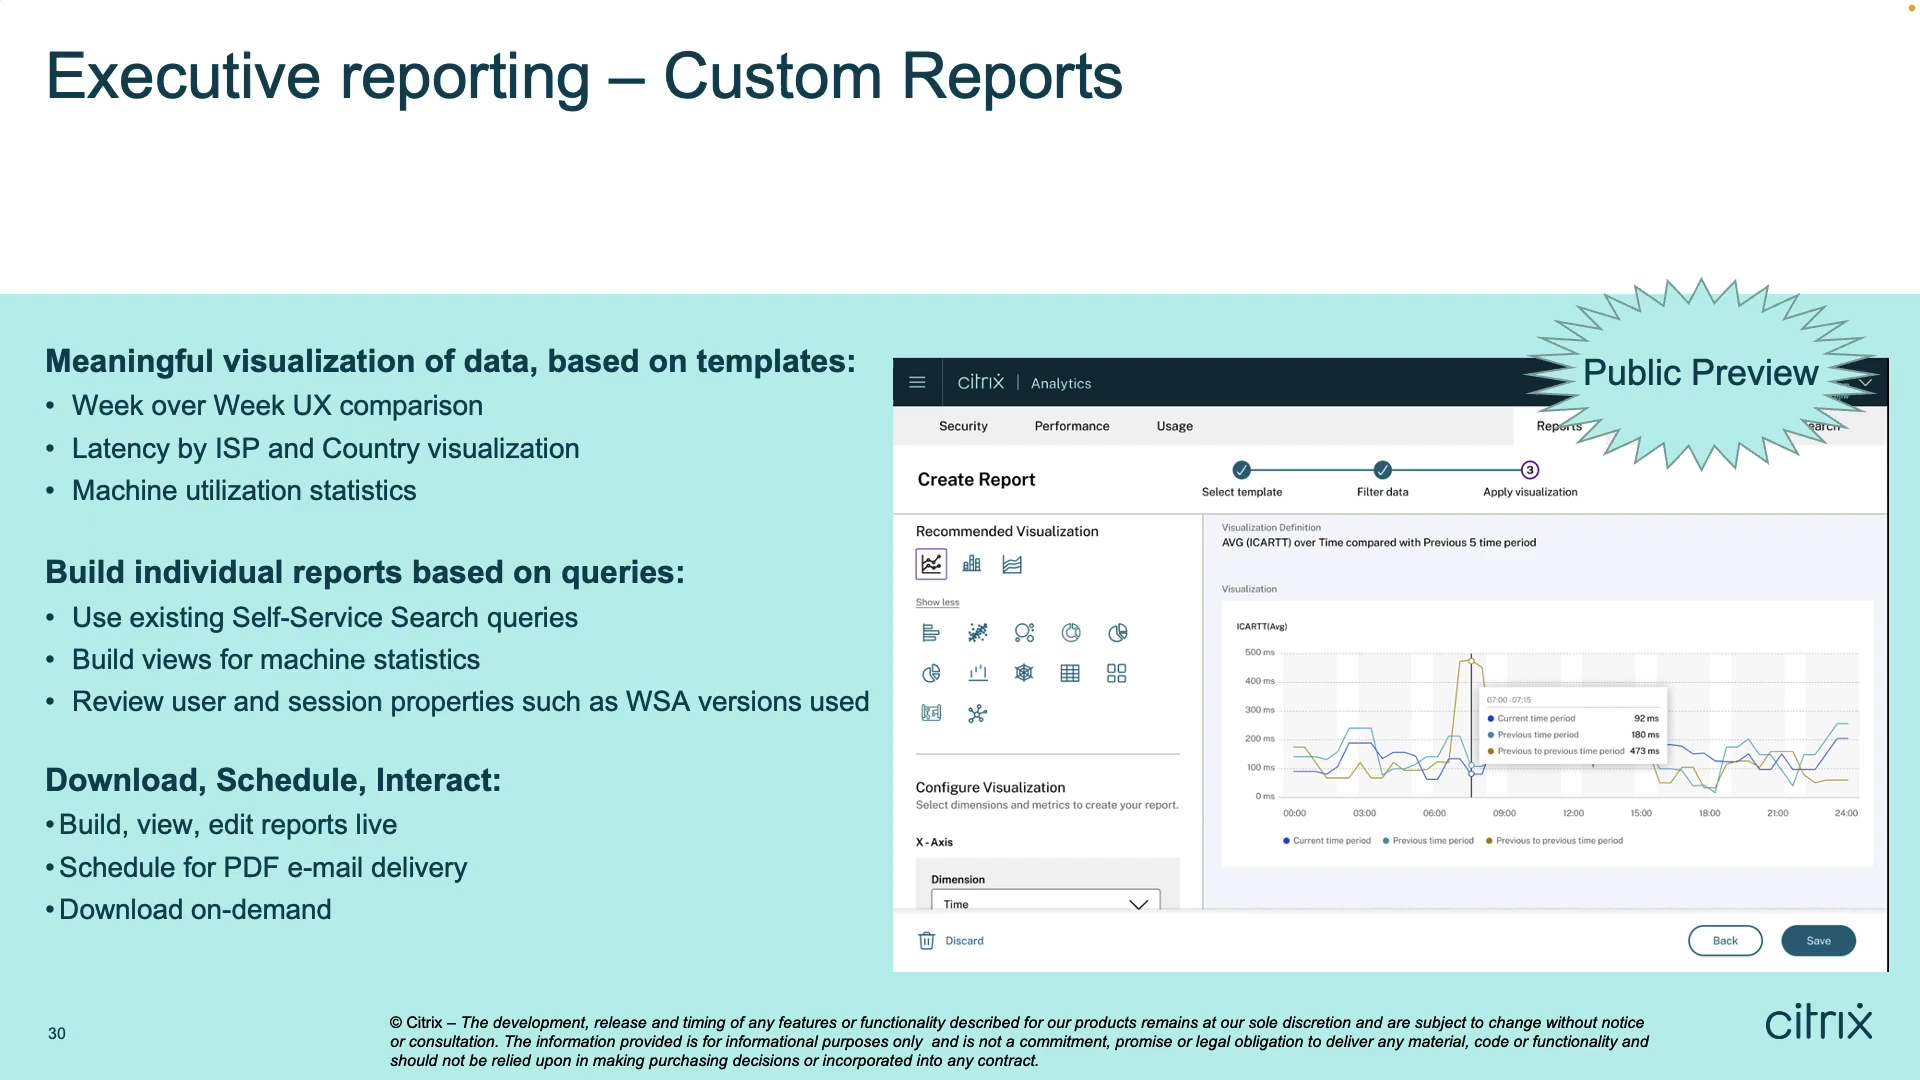 Executive reporting – Custom Reports
Meaningful visualization of data, based on templates:
• Week over Week UX comparison
• Latency by ISP and Country visualization
• Machine utilization statistics
Build individual reports based on queries:
• Use existing Self-Service Search queries
• Build views for machine statistics
• Review user and session properties such as WSA versions used
Download, Schedule, Interact:
• Build, view, edit reports live
• Schedule for PDF e-mail delivery
• Download on-demand
Public Preview
citrix | Analytics
Security Performance Usage Reports
Create Report
3
Select template Filter data Apply visualization
Recommended Visualization
Show less
Configure Visualization
Select dimensions and metrics to create your report.
X - Axis
Dimension
Time
Visualization Definition
AVG (ICARTT) over Time compared with Previous 5 time period
Visualization
ICARTT(Avg)
500 ms
400 ms
300 ms
200 ms
100 ms
0 ms
00:00 03:00 06:00 09:00 12:00 15:00 18:00 21:00 24:00
07:00 -07:15
Current time period 92 ms
Previous time period 180 ms
Previous to previous time period 473 ms
Current time period Previous time period Previous to previous time period
Discard Back Save
30
© Citrix – The development, release and timing of any features or functionality described for our products remains at our sole discretion and are subject to change without notice
or consultation. The information provided is for informational purposes only and is not a commitment, promise or legal obligation to deliver any material, code or functionality and
should not be relied upon in making purchasing decisions or incorporated into any contract.
citrix